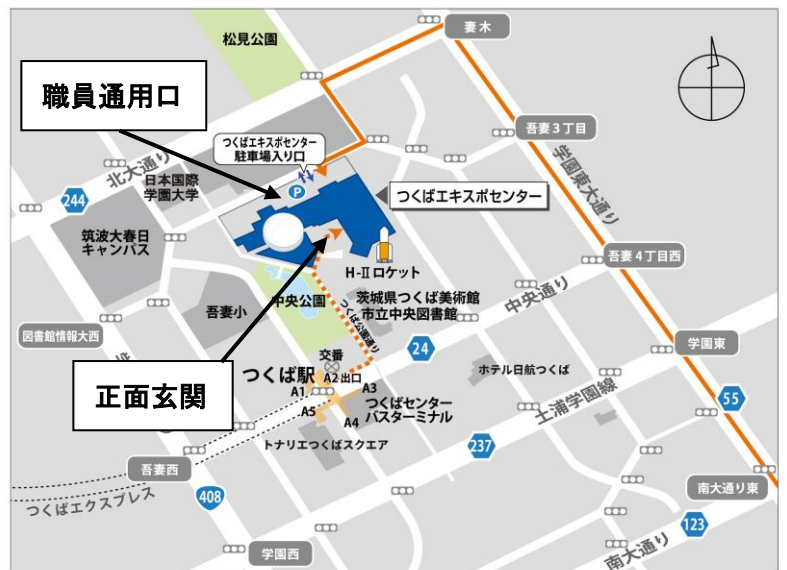 妻木
松見公園
職員通用口
吾妻3丁目
つくばエキスポセンター
駐車場入り口
北大通り
学園東大通り
日本国際
学園大学
P
つくばエキスポセンター
244
筑波大春日
キャンパス
吾妻4丁目西
H-Ⅱロケット
中央公園
茨城県つくば美術館
市立中央図書館
中央通り
吾妻小
つくば公園通り
図書館情報大西
学園東
24
交番
つくば駅
A2出口
ホテル日航つくば
正面玄関
A1
A3
つくばセンター
バスターミナル
A5
A4
土浦学園線
55
トナリエつくばスクエア
237
吾妻西
南大通り東
つくばエクスプレス
408
123
学園西
南大通り